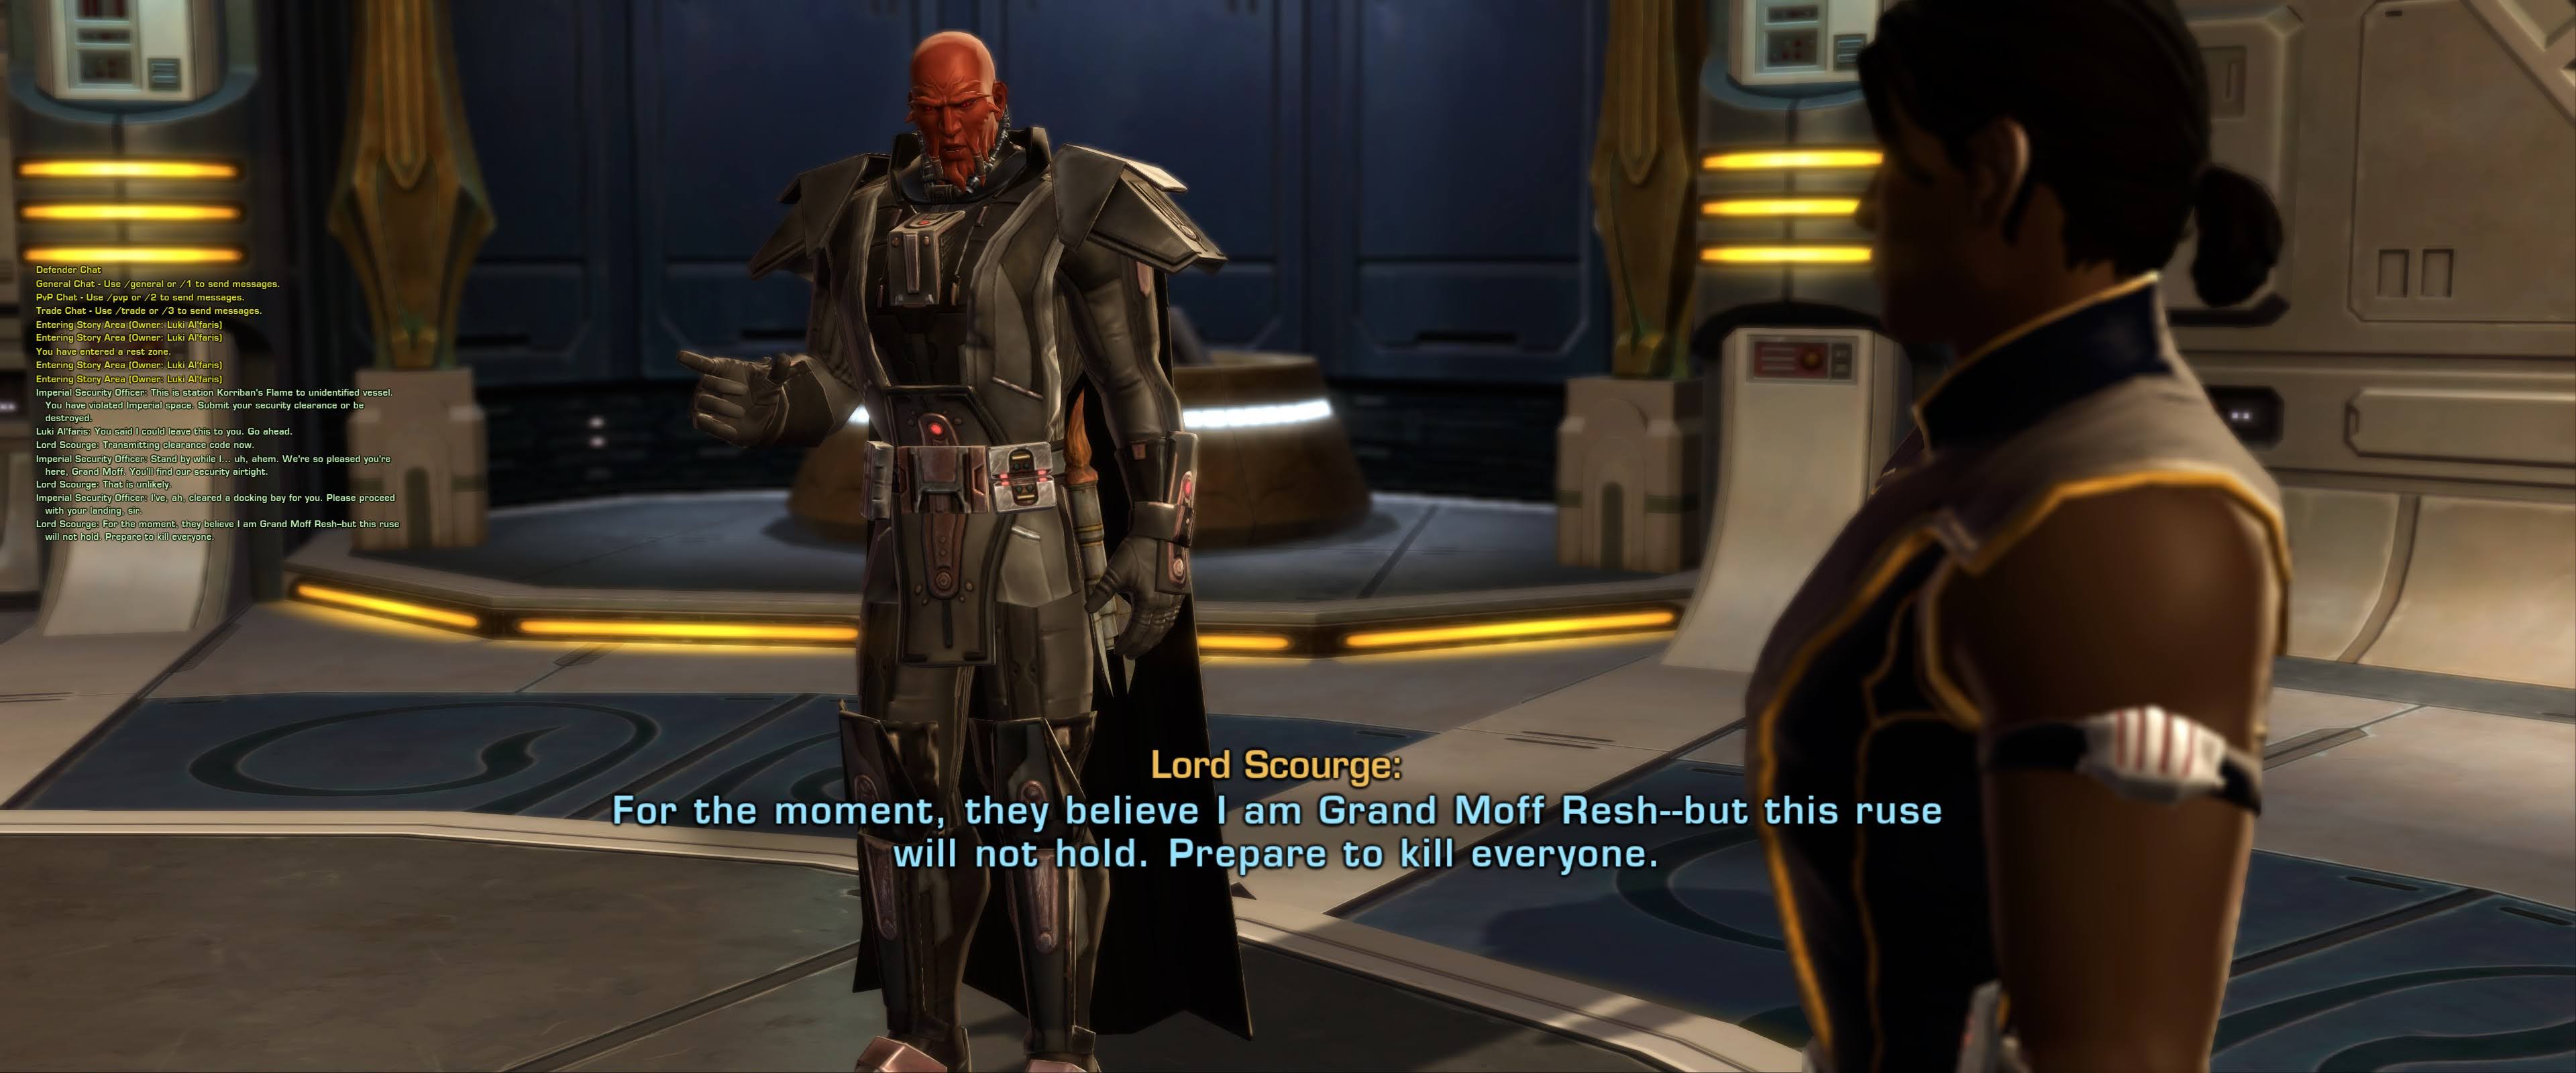 Defender Chat
General Chat - Use /general or /1 to send messages.
PvP Chat - Use /pvp or /2 to send messages.
Trade Chat - Use /trade or /3 to send messages.
Entering Story Area (Owner: Luki Al'faris)
Entering Story Area (Owner: Luki Al'faris)
You have entered a rest zone.
Entering Story Area (Owner: Luki Al'faris)
Entering Story Area (Owner: Luki Al'faris)
Imperial Security Officer: This is station Korriban's Flame to unidentified vessel.
You have violated Imperial space. Submit your security clearance or be
destroyed.
Luki Al'faris: You said I could leave this to you. Go ahead.
Lord Scourge: Transmitting clearance code now.
Imperial Security Officer: Stand by while I... uh, ahem. We're so pleased you're
here, Grand Moff. You'll find our security airtight.
Lord Scourge: That is unlikely.
Imperial Security Officer: I've, ah, cleared a docking bay for you. Please proceed
with your landing, sir.
Lord Scourge: For the moment, they believe I am Grand Moff Resh--but this ruse
will not hold. Prepare to kill everyone.
Lord Scourge:
For the moment, they believe I am Grand Moff Resh--but this ruse
will not hold. Prepare to kill everyone.